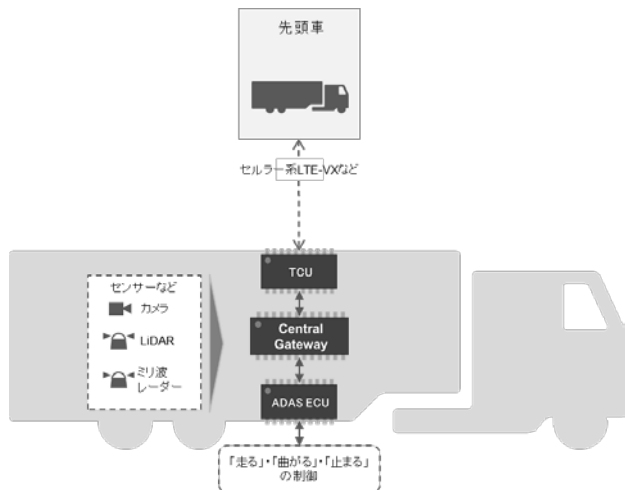 先頭車
セルラー系LTE-VXなど
TCU
センサーなど
カメラ
LiDAR
ミリ波
レーダー
Central
Gateway
ADAS ECU
「走る」・「曲がる」・「止まる」
の制御